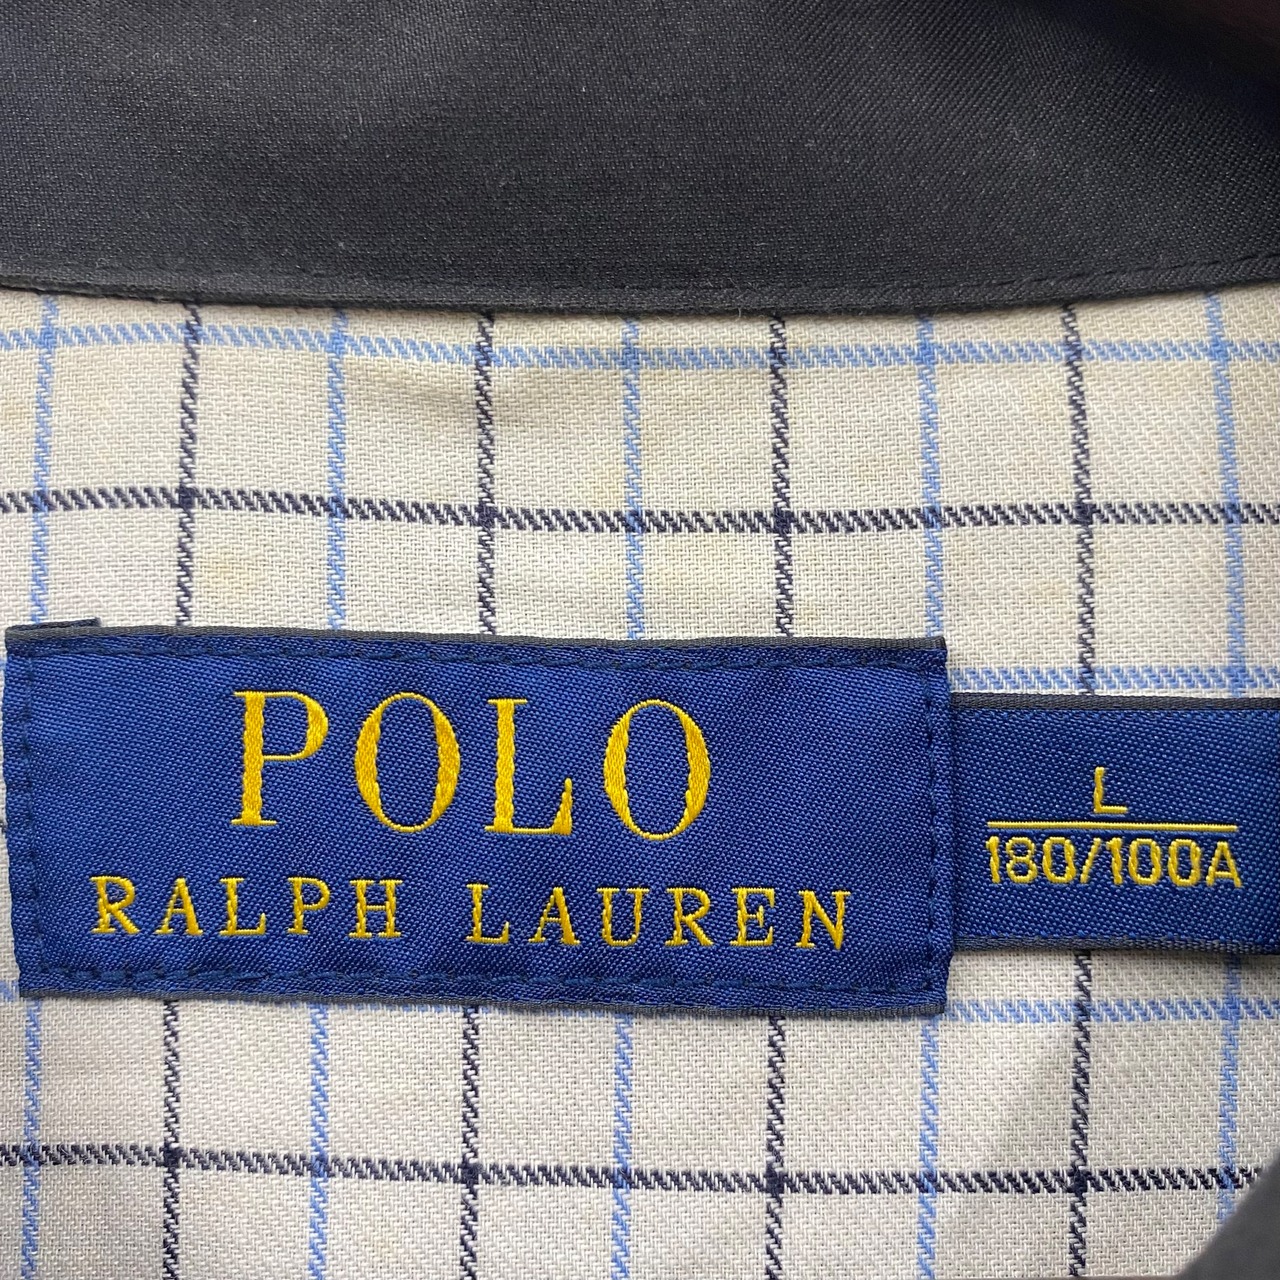 POLO
RALPH LAUREN
L
180/100A